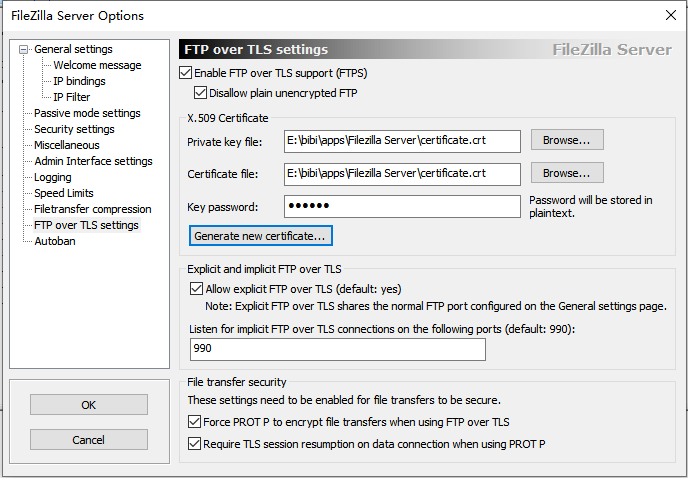 FileZilla Server Options
General settings
Welcome message
IP bindings
IP Filter
Passive mode settings
Security settings
Miscellaneous
Admin Interface settings
Logging
Speed Limits
Filetransfer compression
FTP over TLS settings
Autoban
OK
Cancel
FTP over TLS settings
FileZilla Server
Enable FTP over TLS support (FTPS)
Disallow plain unencrypted FTP
X.509 Certificate
Private key file: E:\bibi\apps\Filezilla Server\certificate.crt Browse...
Certificate file: E:\bibi\apps\Filezilla Server\certificate.crt Browse...
Key password: ●●●●●● Password will be stored in
plaintext.
Generate new certificate...
Explicit and implicit FTP over TLS
Allow explicit FTP over TLS (default: yes)
Note: Explicit FTP over TLS shares the normal FTP port configured on the General settings page.
Listen for implicit FTP over TLS connections on the following ports (default: 990):
990
File transfer security
These settings need to be enabled for file transfers to be secure.
Force PROT P to encrypt file transfers when using FTP over TLS
Require TLS session resumption on data connection when using PROT P